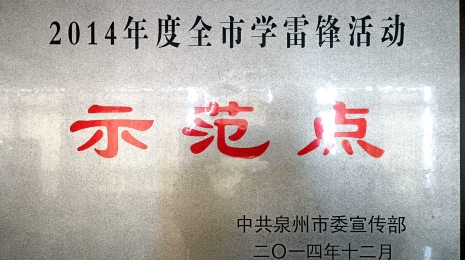 2014年度全市学雷锋活动
示范点
中共泉州市委宣传部
二〇一四年十二月